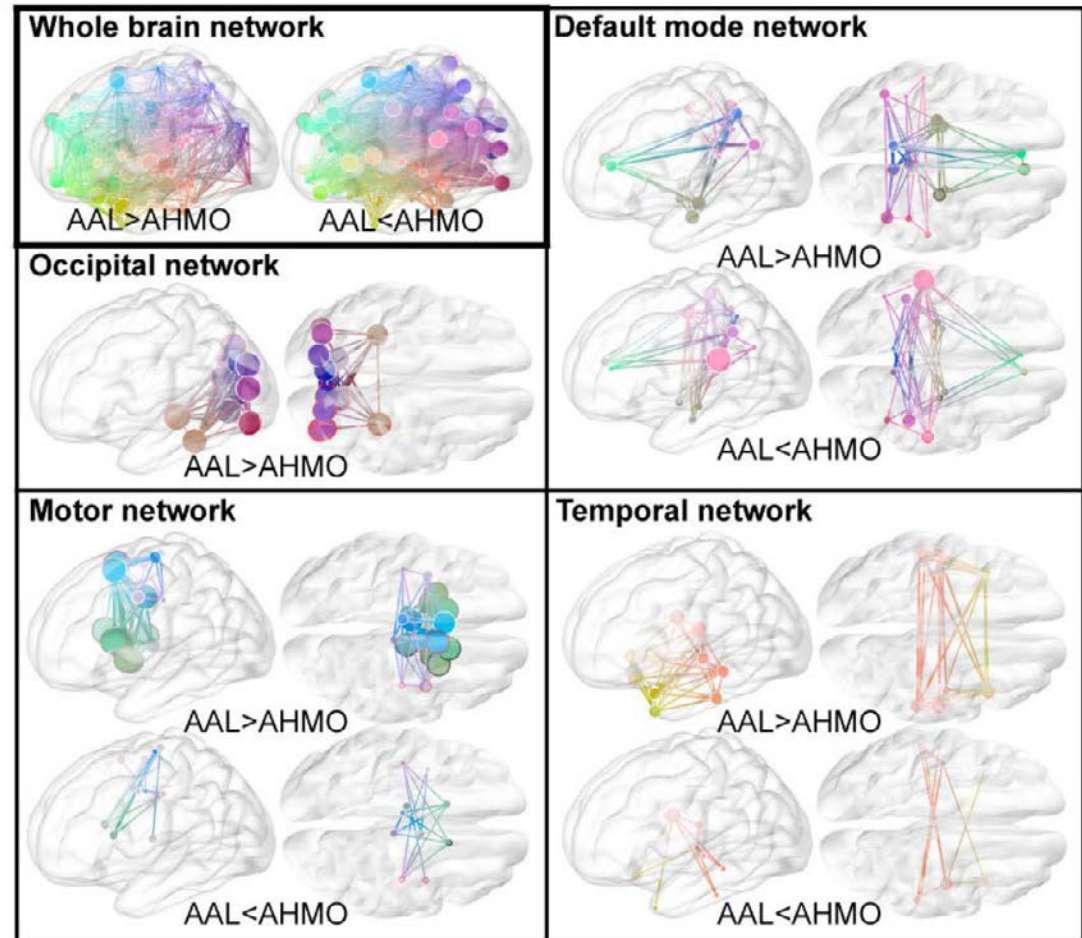 Whole brain network
AAL>AHMO
AAL<AHMO
Default mode network
AAL>AHMO
AAL<AHMO
Occipital network
AAL>AHMO
Motor network
AAL>AHMO
AAL<AHMO
Temporal network
AAL>AHMO
AAL<AHMO